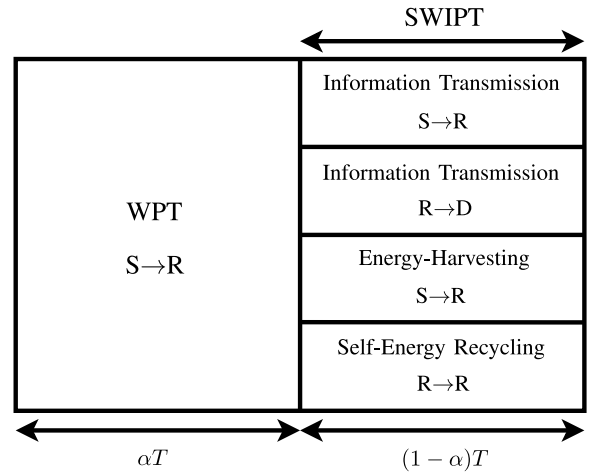 SWIPT
WPT
S→R
Information Transmission
S→R
Information Transmission
R→D
Energy-Harvesting
S→R
Self-Energy Recycling
R→R
αT
(1 − α)T